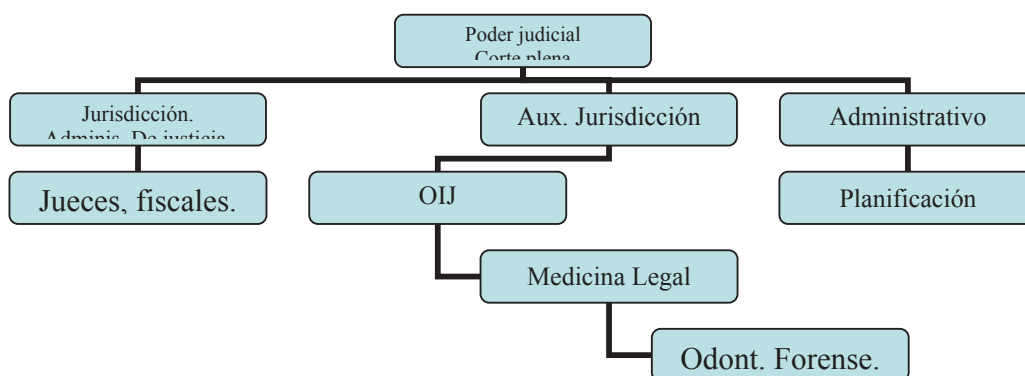 Poder judicial
Corte plena
Jurisdicción.
Adminis. De justicia
Aux. Jurisdicción
Administrativo
Jueces, fiscales.
OIJ
Planificación
Medicina Legal
Odont. Forense.